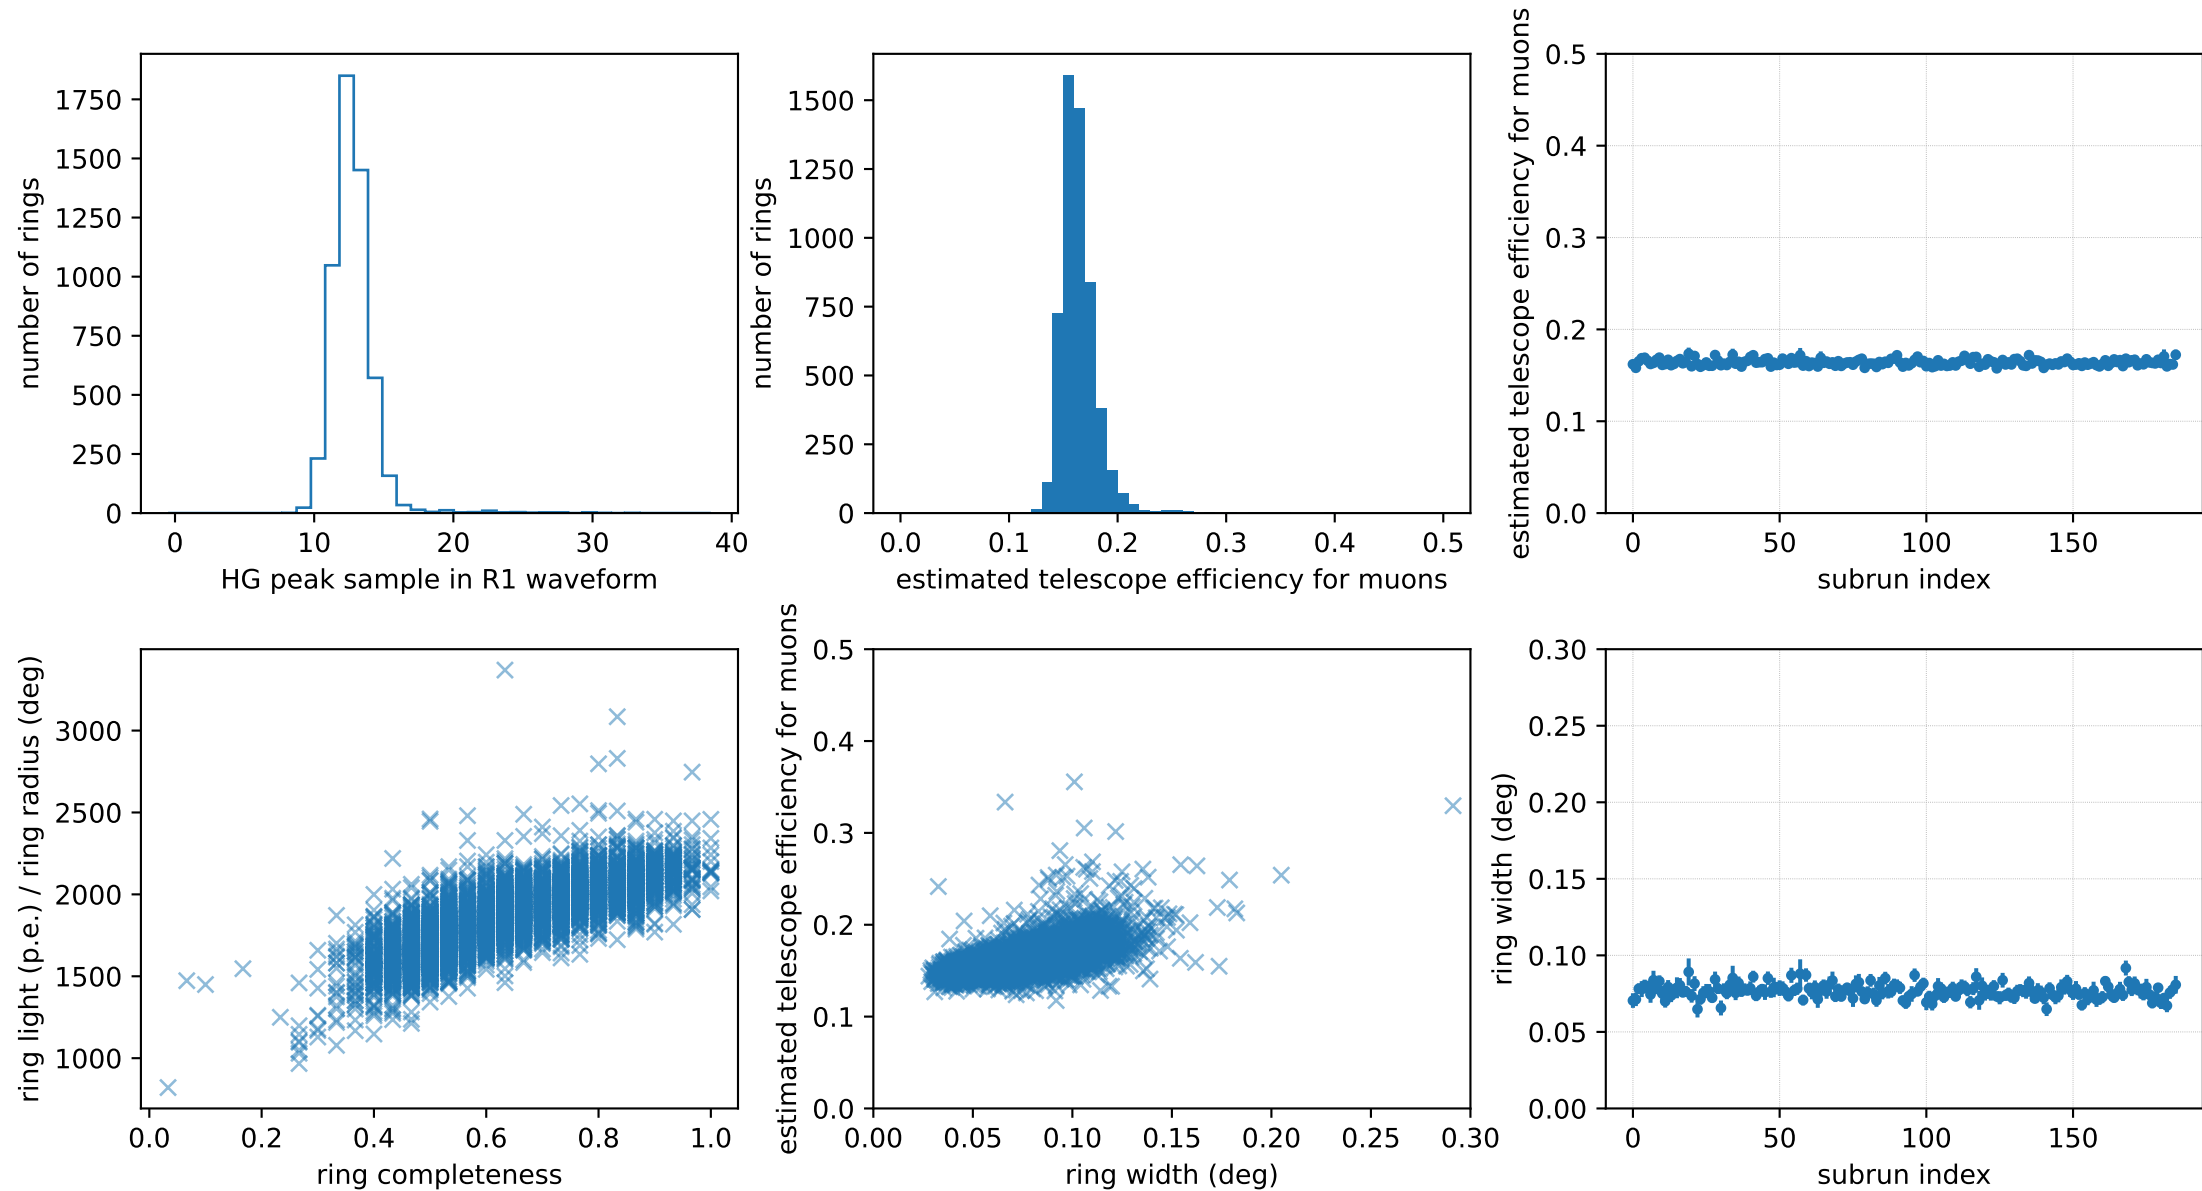 number of rings
1750
1500
1250
1000
750
500
250
0
0 10 20 30 40
HG peak sample in R1 waveform
number of rings
1500
1250
1000
750
500
250
0
0.0 0.1 0.2 0.3 0.4 0.5
estimated telescope efficiency for muons
estimated telescope efficiency for muons
0.5
0.4
0.3
0.2
0.1
0.0
0 50 100 150
subrun index
ring light (p.e.) / ring radius (deg)
3000
2500
2000
1500
1000
0.0 0.2 0.4 0.6 0.8 1.0
ring completeness
estimated telescope efficiency for muons
0.5
0.4
0.3
0.2
0.1
0.0
0.00 0.05 0.10 0.15 0.20 0.25 0.30
ring width (deg)
ring width (deg)
0.30
0.25
0.20
0.15
0.10
0.05
0.00
0 50 100 150
subrun index